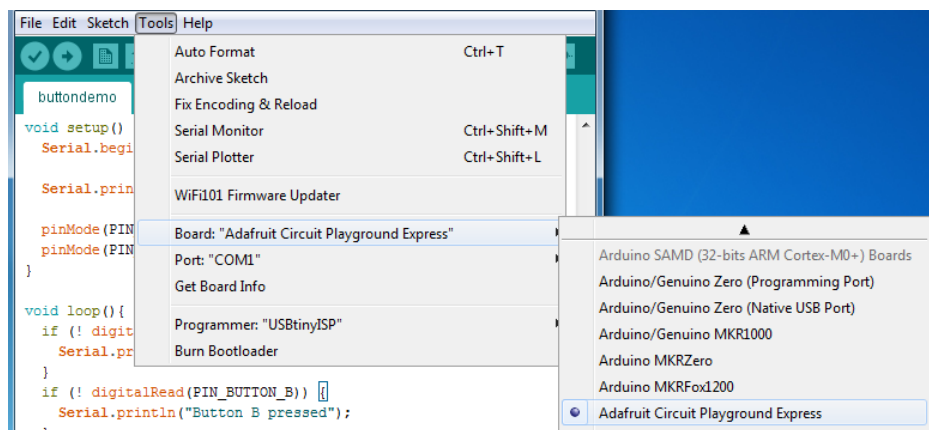 File Edit Sketch Tools Help
Auto Format Ctrl+T
Archive Sketch
buttondemo
Fix Encoding & Reload
void setup()
Serial Monitor Ctrl+Shift+M
Serial.begi
Serial Plotter Ctrl+Shift+L
Serial.prin
WiFi101 Firmware Updater
pinMode(PIN
Board: "Adafruit Circuit Playground Express"
pinMode(PIN
Port: "COM1"
Arduino SAMD (32-bits ARM Cortex-M0+) Boards
}
Get Board Info
Arduino/Genuino Zero (Programming Port)
void loop(){
Arduino/Genuino Zero (Native USB Port)
if (! digit
Programmer: "USBtinyISP"
Arduino/Genuino MKR1000
Serial.pr
Burn Bootloader
Arduino MKRZero
}
if (! digitalRead(PIN_BUTTON_B)) {
Arduino MKRFox1200
Serial.println("Button B pressed");
Adafruit Circuit Playground Express